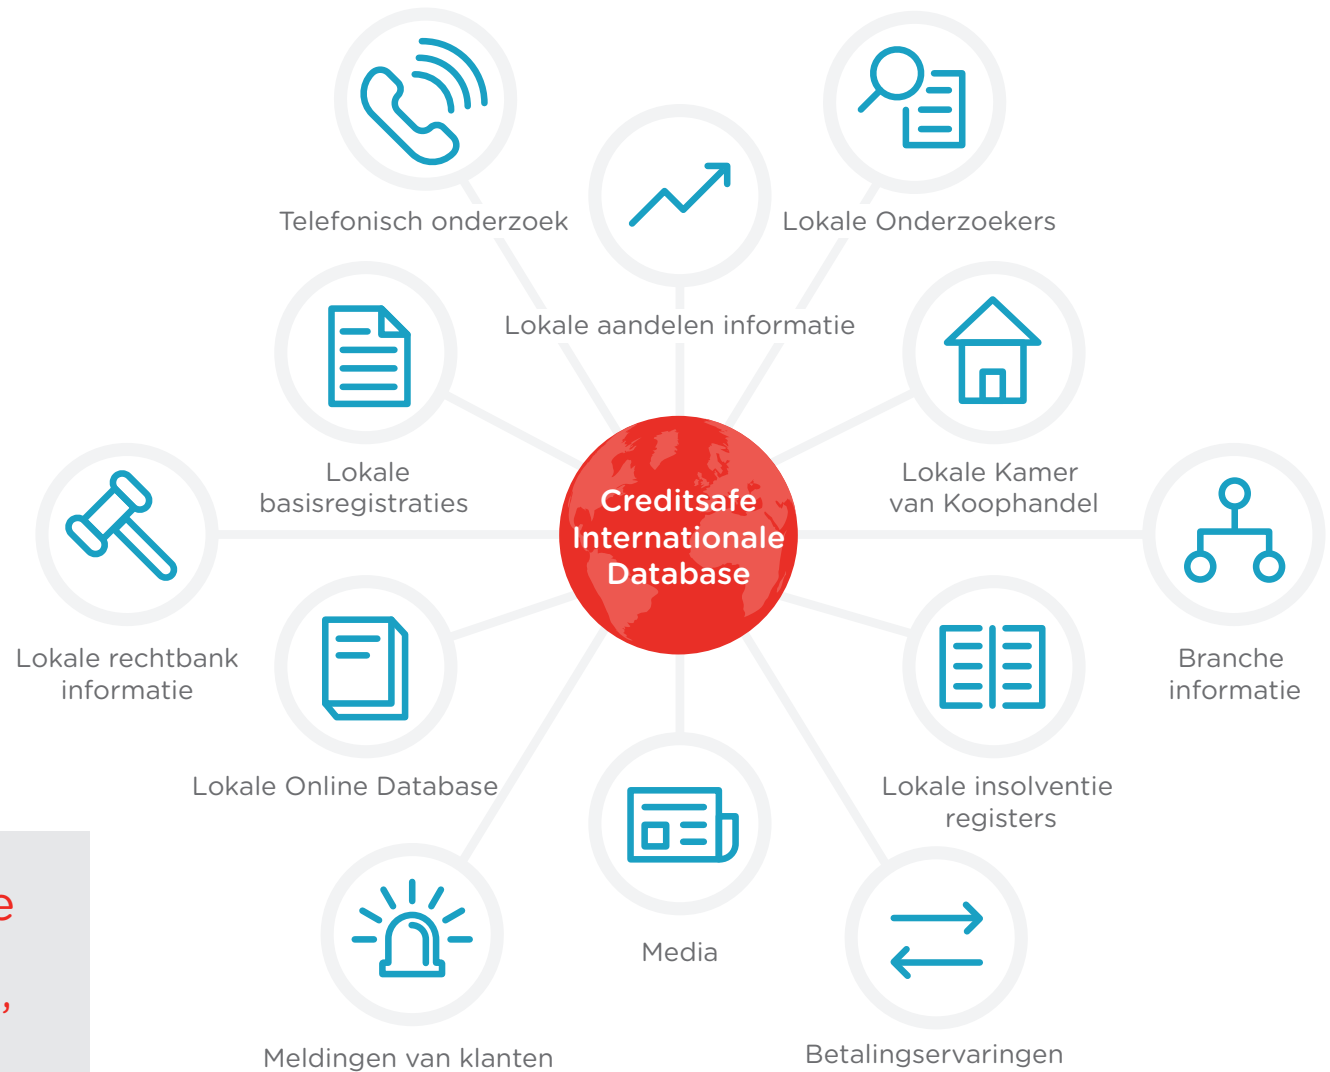 Telefonisch onderzoek
Lokale Onderzoekers
Lokale aandelen informatie
Lokale
basisregistraties
Lokale Kamer
van Koophandel
Creditsafe
Internationale
Database
Lokale rechtbank
informatie
Branche
informatie
Lokale Online Database
Lokale insolventie
registers
Media
Meldingen van klanten
Betalingservaringen
e
,